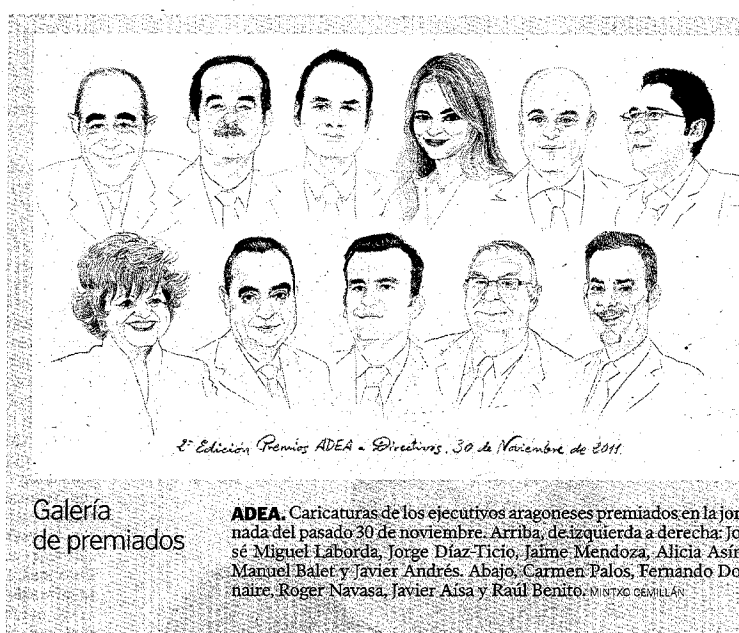 2ª Edición Premios ADEA a Directivos, 30 de Noviembre de 2011.
Galería
de premiados
ADEA. Caricaturas de los ejecutivos aragoneses premiados en la jor
nada del pasado 30 de noviembre. Arriba, de izquierda a derecha: Jo
sé Miguel Laborda, Jorge Díaz-Ticio, Jaime Mendoza, Alicia Asín
Manuel Balet y Javier Andrés. Abajo, Carmen Palos, Fernando Do
naire, Roger Navasa, Javier Aisa y Raúl Benito. MINTXO CEMILLÁN